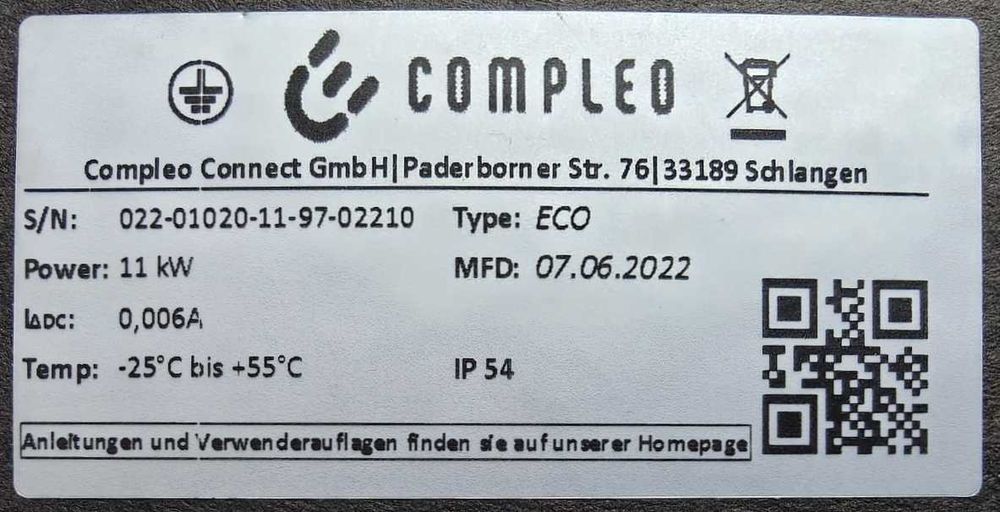 COMPLEO
Compleo Connect GmbH|Paderborner Str. 76|33189 Schlangen
S/N: 022-01020-11-97-02210 Type: ECO
Power: 11 kW MFD: 07.06.2022
IΔDC: 0,006A
Temp: -25°C bis +55°C IP 54
Anleitungen und Verwenderauflagen finden sie auf unserer Homepage